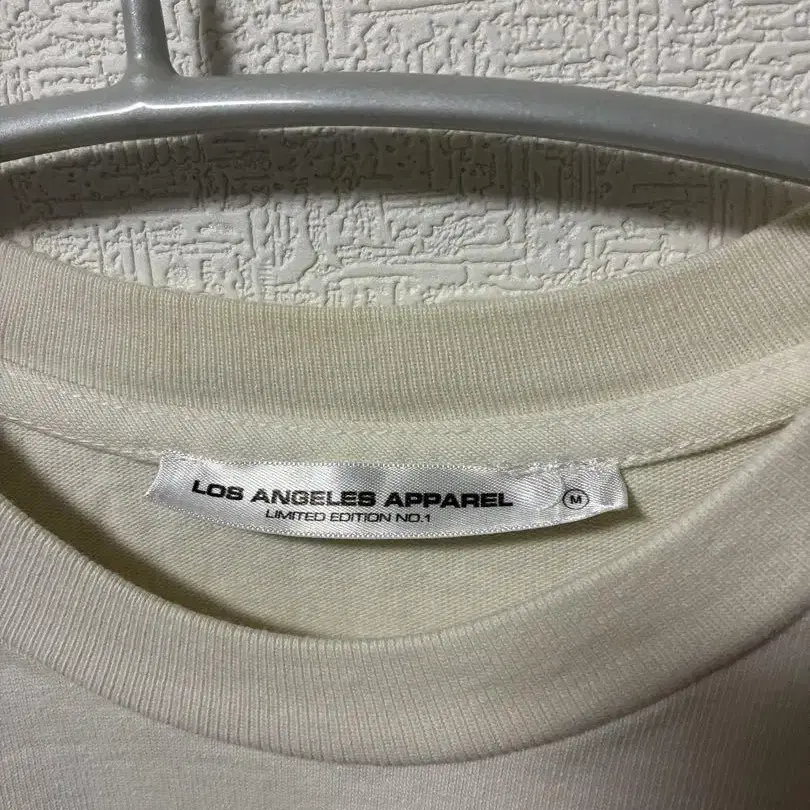 LOS ANGELES APPAREL
LIMITED EDITION NO.1
M